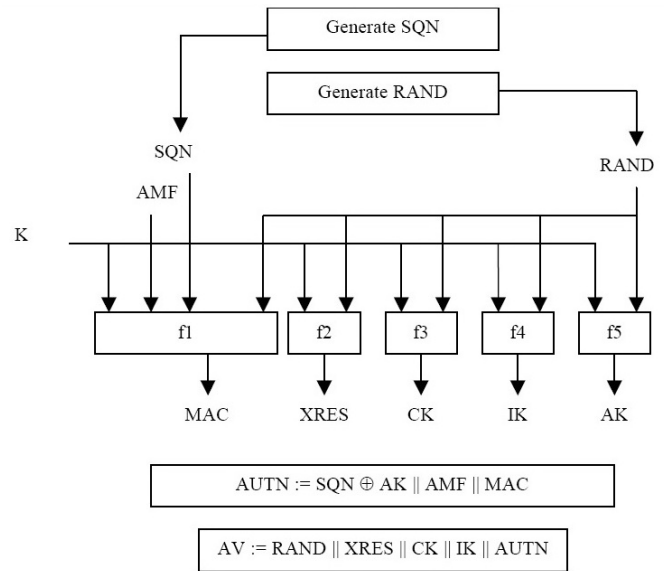 Generate SQN
Generate RAND
SQN
RAND
AMF
K
f1
f2
f3
f4
f5
MAC
XRES
CK
IK
AK
AUTN := SQN ⊕ AK || AMF || MAC
AV := RAND || XRES || CK || IK || AUTN